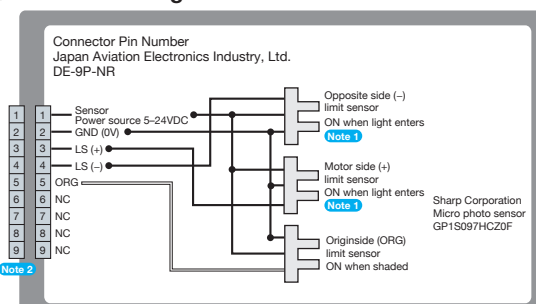 Connector Pin Number
Japan Aviation Electronics Industry, Ltd.
DE-9P-NR
1 1 Sensor
Power source 5–24VDC
2 2 GND (0V)
3 3 LS (+)
4 4 LS (−)
5 5 ORG
6 6 NC
7 7 NC
8 8 NC
9 9 NC
Note 2
Opposite side (−)
limit sensor
ON when light enters
Note 1
Motor side (+)
limit sensor
ON when light enters
Note 1
Originside (ORG)
limit sensor
ON when shaded
Sharp Corporation
Micro photo sensor
GP1S097HCZ0F